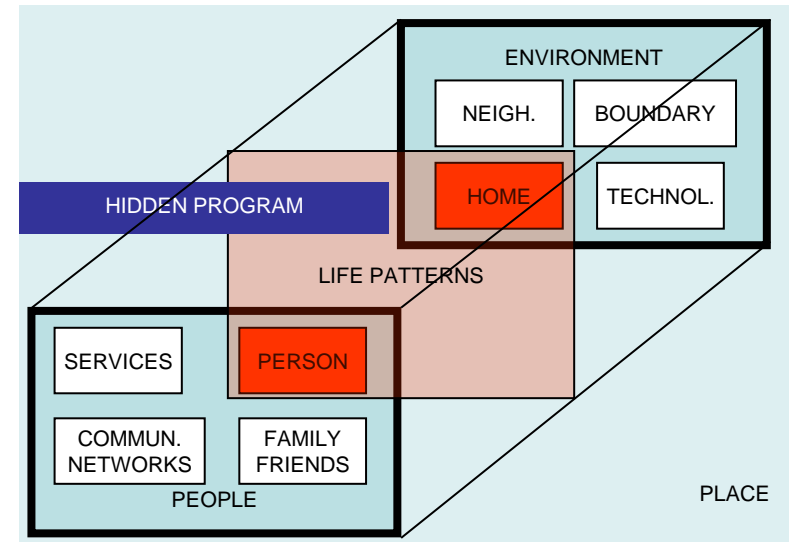 ENVIRONMENT
NEIGH.
BOUNDARY
HIDDEN PROGRAM
HOME
TECHNOL.
LIFE PATTERNS
SERVICES
PERSON
COMMUN.
NETWORKS
FAMILY
FRIENDS
PEOPLE
PLACE